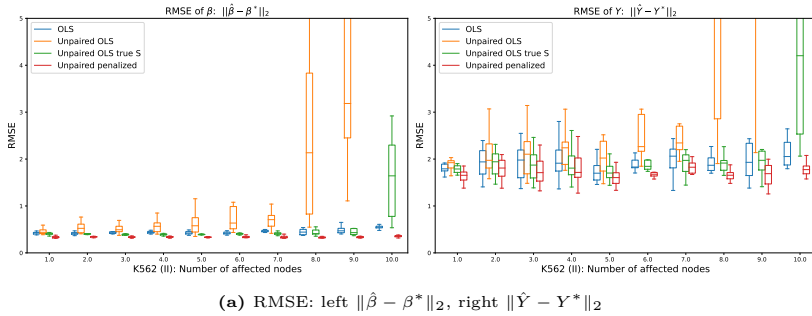 RMSE of β: ||β̂ − β*||₂
OLS
Unpaired OLS
Unpaired OLS true S
Unpaired penalized
RMSE
5
4
3
2
1
0
1.0 2.0 3.0 4.0 5.0 6.0 7.0 8.0 9.0 10.0
K562 (II): Number of affected nodes
RMSE of Y: ||Ŷ − Y*||₂
OLS
Unpaired OLS
Unpaired OLS true S
Unpaired penalized
RMSE
5
4
3
2
1
0
1.0 2.0 3.0 4.0 5.0 6.0 7.0 8.0 9.0 10.0
K562 (II): Number of affected nodes
(a) RMSE: left ‖β̂ − β*‖₂, right ‖Ŷ − Y*‖₂